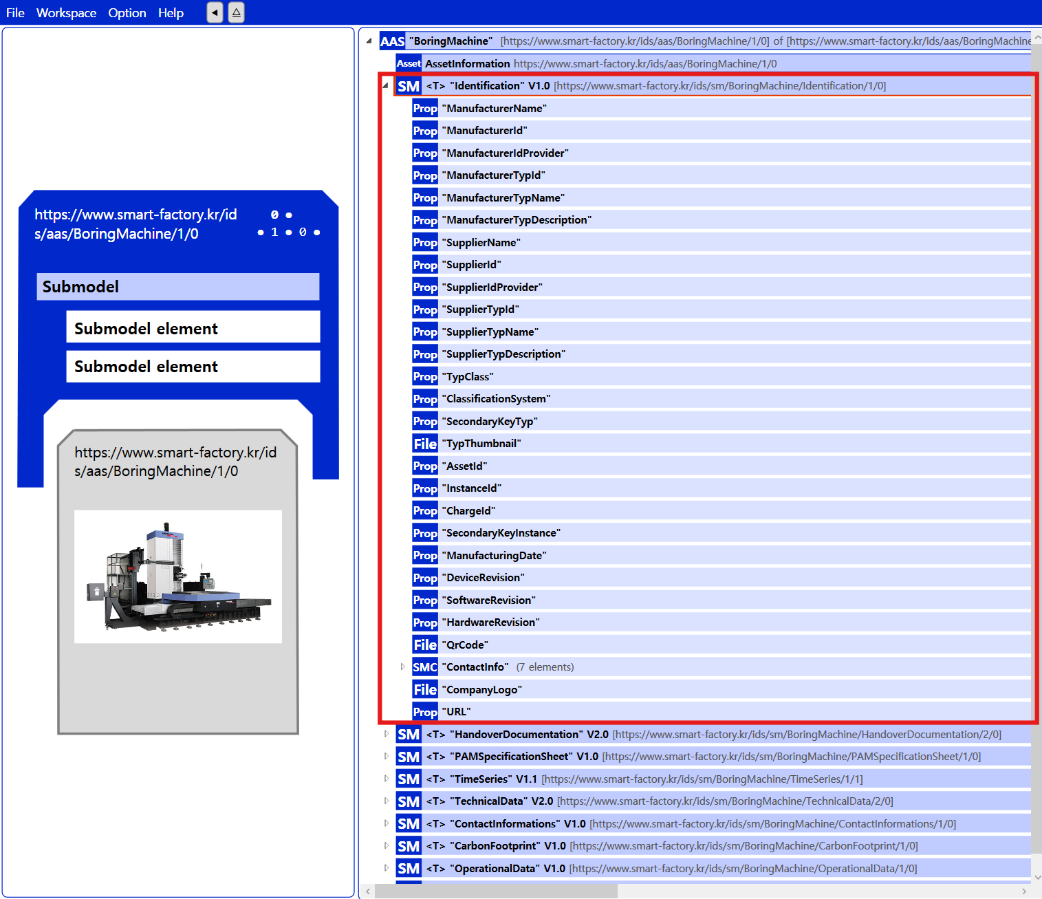 File Workspace Option Help
https://www.smart-factory.kr/id
s/aas/BoringMachine/1/0
0 •
• 1 • 0 •
Submodel
Submodel element
Submodel element
https://www.smart-factory.kr/id
s/aas/BoringMachine/1/0
AAS "BoringMachine" [https://www.smart-factory.kr/ids/aas/BoringMachine/1/0] of [https://www.smart-factory.kr/ids/aas/BoringMachine
Asset AssetInformation https://www.smart-factory.kr/ids/aas/BoringMachine/1/0
SM <T> "Identification" V1.0 [https://www.smart-factory.kr/ids/sm/BoringMachine/Identification/1/0]
Prop "ManufacturerName"
Prop "ManufacturerId"
Prop "ManufacturerIdProvider"
Prop "ManufacturerTypId"
Prop "ManufacturerTypName"
Prop "ManufacturerTypDescription"
Prop "SupplierName"
Prop "SupplierId"
Prop "SupplierIdProvider"
Prop "SupplierTypId"
Prop "SupplierTypName"
Prop "SupplierTypDescription"
Prop "TypClass"
Prop "ClassificationSystem"
Prop "SecondaryKeyTyp"
File "TypThumbnail"
Prop "AssetId"
Prop "InstanceId"
Prop "ChargeId"
Prop "SecondaryKeyInstance"
Prop "ManufacturingDate"
Prop "DeviceRevision"
Prop "SoftwareRevision"
Prop "HardwareRevision"
File "QrCode"
SMC "ContactInfo" (7 elements)
File "CompanyLogo"
Prop "URL"
SM <T> "HandoverDocumentation" V2.0 [https://www.smart-factory.kr/ids/sm/BoringMachine/HandoverDocumentation/2/0]
SM <T> "PAMSpecificationSheet" V1.0 [https://www.smart-factory.kr/ids/sm/BoringMachine/PAMSpecificationSheet/1/0]
SM <T> "TimeSeries" V1.1 [https://www.smart-factory.kr/ids/sm/BoringMachine/TimeSeries/1/1]
SM <T> "TechnicalData" V2.0 [https://www.smart-factory.kr/ids/sm/BoringMachine/TechnicalData/2/0]
SM <T> "ContactInformations" V1.0 [https://www.smart-factory.kr/ids/sm/BoringMachine/ContactInformations/1/0]
SM <T> "CarbonFootprint" V1.0 [https://www.smart-factory.kr/ids/sm/BoringMachine/CarbonFootprint/1/0]
SM <T> "OperationalData" V1.0 [https://www.smart-factory.kr/ids/sm/BoringMachine/OperationalData/1/0]